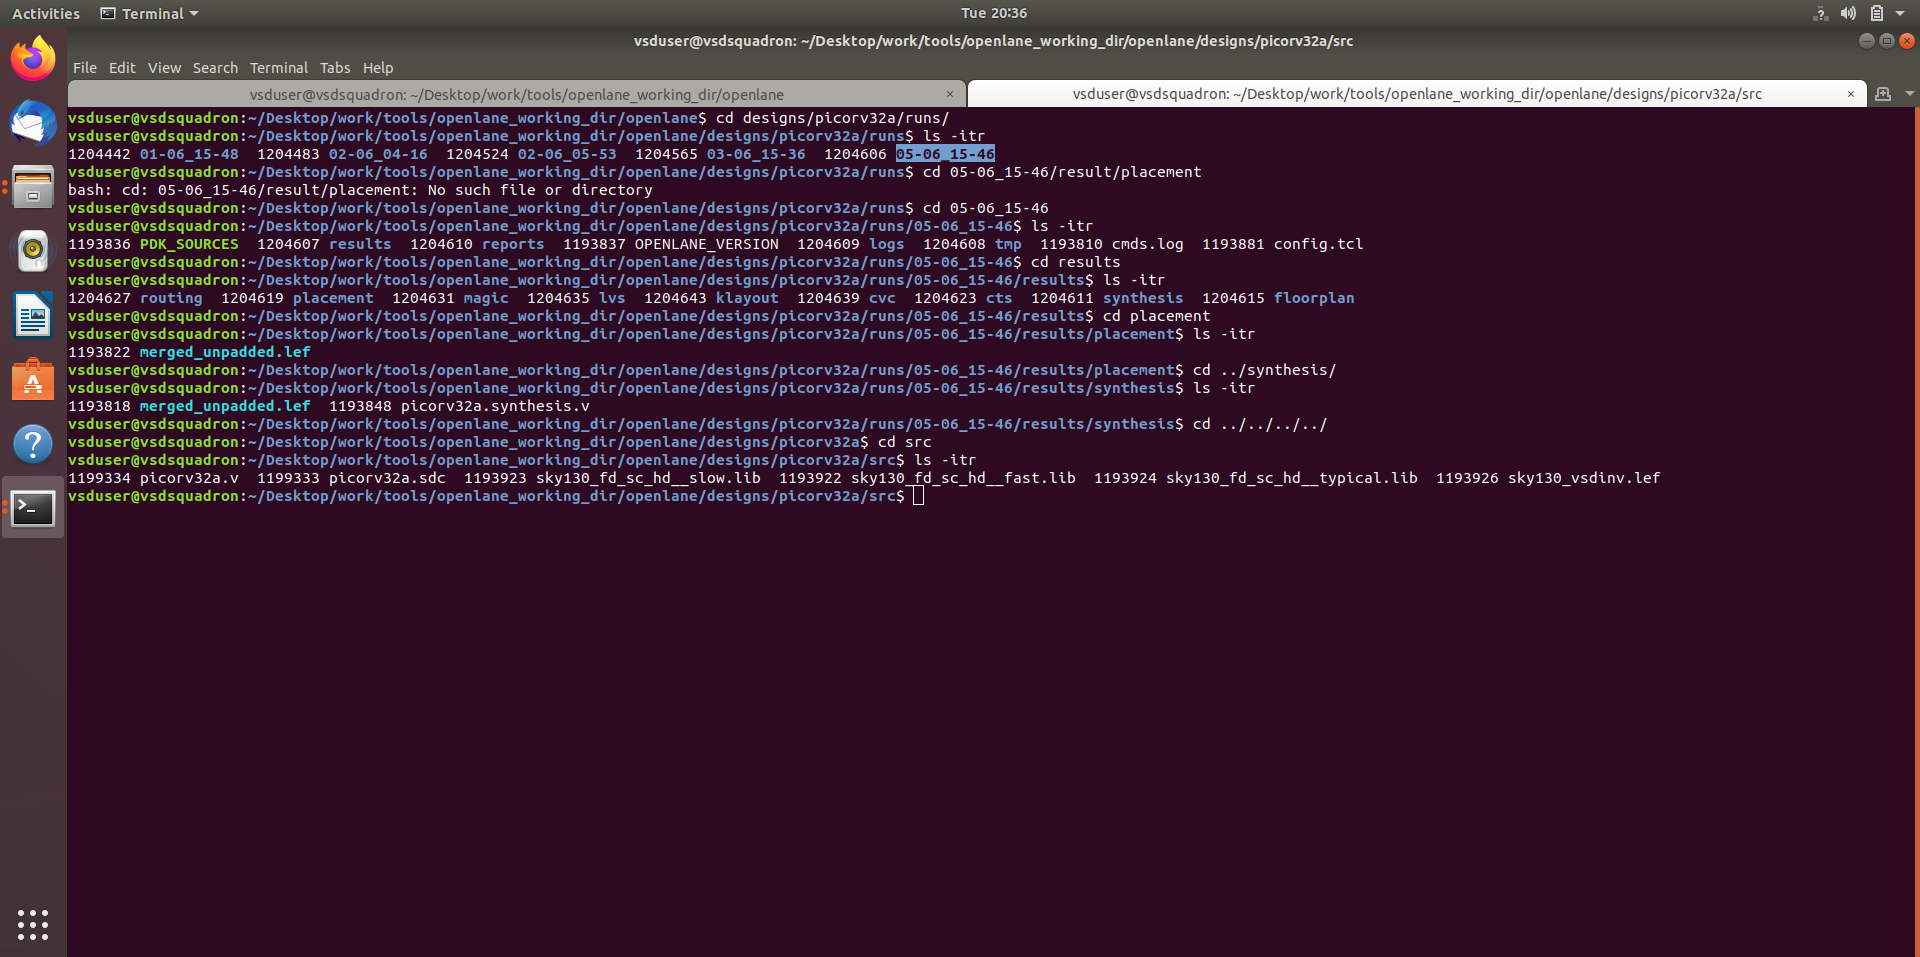 Activities Terminal Tue 20:36
vsduser@vsdsquadron: ~/Desktop/work/tools/openlane_working_dir/openlane/designs/picorv32a/src
File Edit View Search Terminal Tabs Help
vsduser@vsdsquadron: ~/Desktop/work/tools/openlane_working_dir/openlane × vsduser@vsdsquadron: ~/Desktop/work/tools/openlane_working_dir/openlane/designs/picorv32a/src ×
vsduser@vsdsquadron:~/Desktop/work/tools/openlane_working_dir/openlane$ cd designs/picorv32a/runs/
vsduser@vsdsquadron:~/Desktop/work/tools/openlane_working_dir/openlane/designs/picorv32a/runs$ ls -itr
1204442 01-06_15-48 1204483 02-06_04-16 1204524 02-06_05-53 1204565 03-06_15-36 1204606 05-06_15-46
vsduser@vsdsquadron:~/Desktop/work/tools/openlane_working_dir/openlane/designs/picorv32a/runs$ cd 05-06_15-46/result/placement
bash: cd: 05-06_15-46/result/placement: No such file or directory
vsduser@vsdsquadron:~/Desktop/work/tools/openlane_working_dir/openlane/designs/picorv32a/runs$ cd 05-06_15-46
vsduser@vsdsquadron:~/Desktop/work/tools/openlane_working_dir/openlane/designs/picorv32a/runs/05-06_15-46$ ls -itr
1193836 PDK_SOURCES 1204607 results 1204610 reports 1193837 OPENLANE_VERSION 1204609 logs 1204608 tmp 1193810 cmds.log 1193881 config.tcl
vsduser@vsdsquadron:~/Desktop/work/tools/openlane_working_dir/openlane/designs/picorv32a/runs/05-06_15-46$ cd results
vsduser@vsdsquadron:~/Desktop/work/tools/openlane_working_dir/openlane/designs/picorv32a/runs/05-06_15-46/results$ ls -itr
1204627 routing 1204619 placement 1204631 magic 1204635 lvs 1204643 klayout 1204639 cvc 1204623 cts 1204611 synthesis 1204615 floorplan
vsduser@vsdsquadron:~/Desktop/work/tools/openlane_working_dir/openlane/designs/picorv32a/runs/05-06_15-46/results$ cd placement
vsduser@vsdsquadron:~/Desktop/work/tools/openlane_working_dir/openlane/designs/picorv32a/runs/05-06_15-46/results/placement$ ls -itr
1193822 merged_unpadded.lef
vsduser@vsdsquadron:~/Desktop/work/tools/openlane_working_dir/openlane/designs/picorv32a/runs/05-06_15-46/results/placement$ cd ../synthesis/
vsduser@vsdsquadron:~/Desktop/work/tools/openlane_working_dir/openlane/designs/picorv32a/runs/05-06_15-46/results/synthesis$ ls -itr
1193818 merged_unpadded.lef 1193848 picorv32a.synthesis.v
vsduser@vsdsquadron:~/Desktop/work/tools/openlane_working_dir/openlane/designs/picorv32a/runs/05-06_15-46/results/synthesis$ cd ../../../../
vsduser@vsdsquadron:~/Desktop/work/tools/openlane_working_dir/openlane/designs/picorv32a$ cd src
vsduser@vsdsquadron:~/Desktop/work/tools/openlane_working_dir/openlane/designs/picorv32a/src$ ls -itr
1199334 picorv32a.v 1199333 picorv32a.sdc 1193923 sky130_fd_sc_hd__slow.lib 1193922 sky130_fd_sc_hd__fast.lib 1193924 sky130_fd_sc_hd__typical.lib 1193926 sky130_vsdinv.lef
vsduser@vsdsquadron:~/Desktop/work/tools/openlane_working_dir/openlane/designs/picorv32a/src$